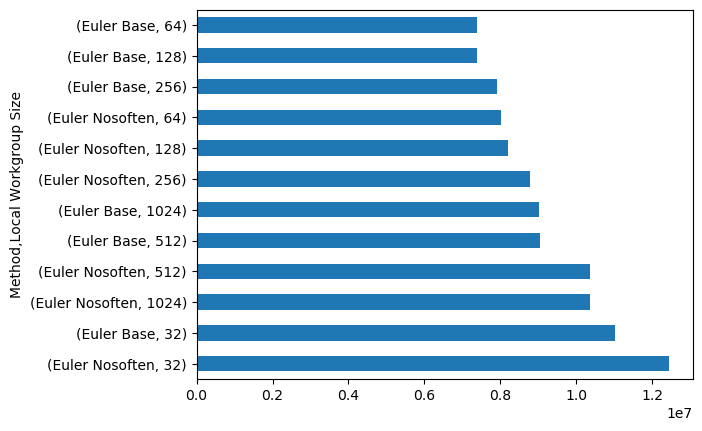 Method,Local Workgroup Size
(Euler Base, 64)
(Euler Base, 128)
(Euler Base, 256)
(Euler Nosoften, 64)
(Euler Nosoften, 128)
(Euler Nosoften, 256)
(Euler Base, 1024)
(Euler Base, 512)
(Euler Nosoften, 512)
(Euler Nosoften, 1024)
(Euler Base, 32)
(Euler Nosoften, 32)
0.0 0.2 0.4 0.6 0.8 1.0 1.2
1e7